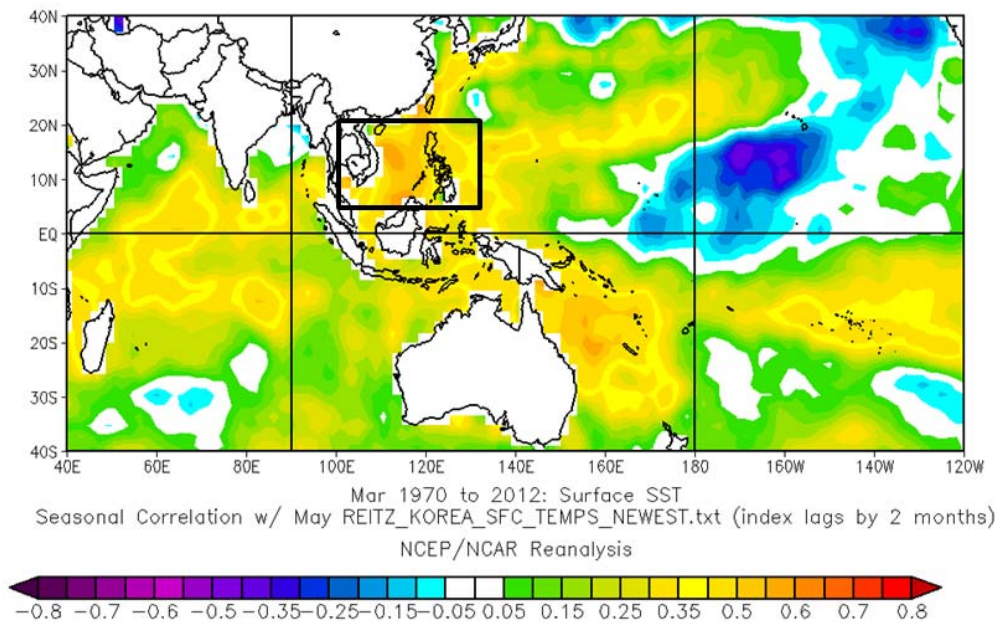 40N
30N
20N
10N
EQ
10S
20S
30S
40S
40E 60E 80E 100E 120E 140E 160E 180 160W 140W 120W
Mar 1970 to 2012: Surface SST
Seasonal Correlation w/ May REITZ_KOREA_SFC_TEMPS_NEWEST.txt (index lags by 2 months)
NCEP/NCAR Reanalysis
-0.8 -0.7 -0.6 -0.5 -0.35 -0.25 -0.15 -0.05 0.05 0.15 0.25 0.35 0.5 0.6 0.7 0.8